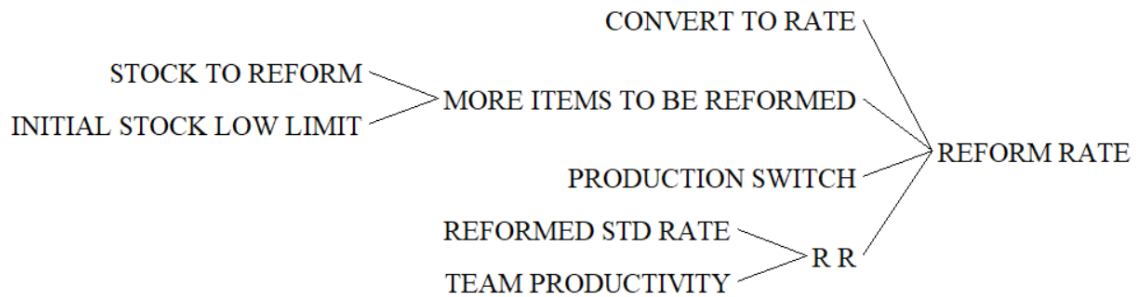 CONVERT TO RATE
STOCK TO REFORM
MORE ITEMS TO BE REFORMED
INITIAL STOCK LOW LIMIT
REFORM RATE
PRODUCTION SWITCH
REFORMED STD RATE
R R
TEAM PRODUCTIVITY